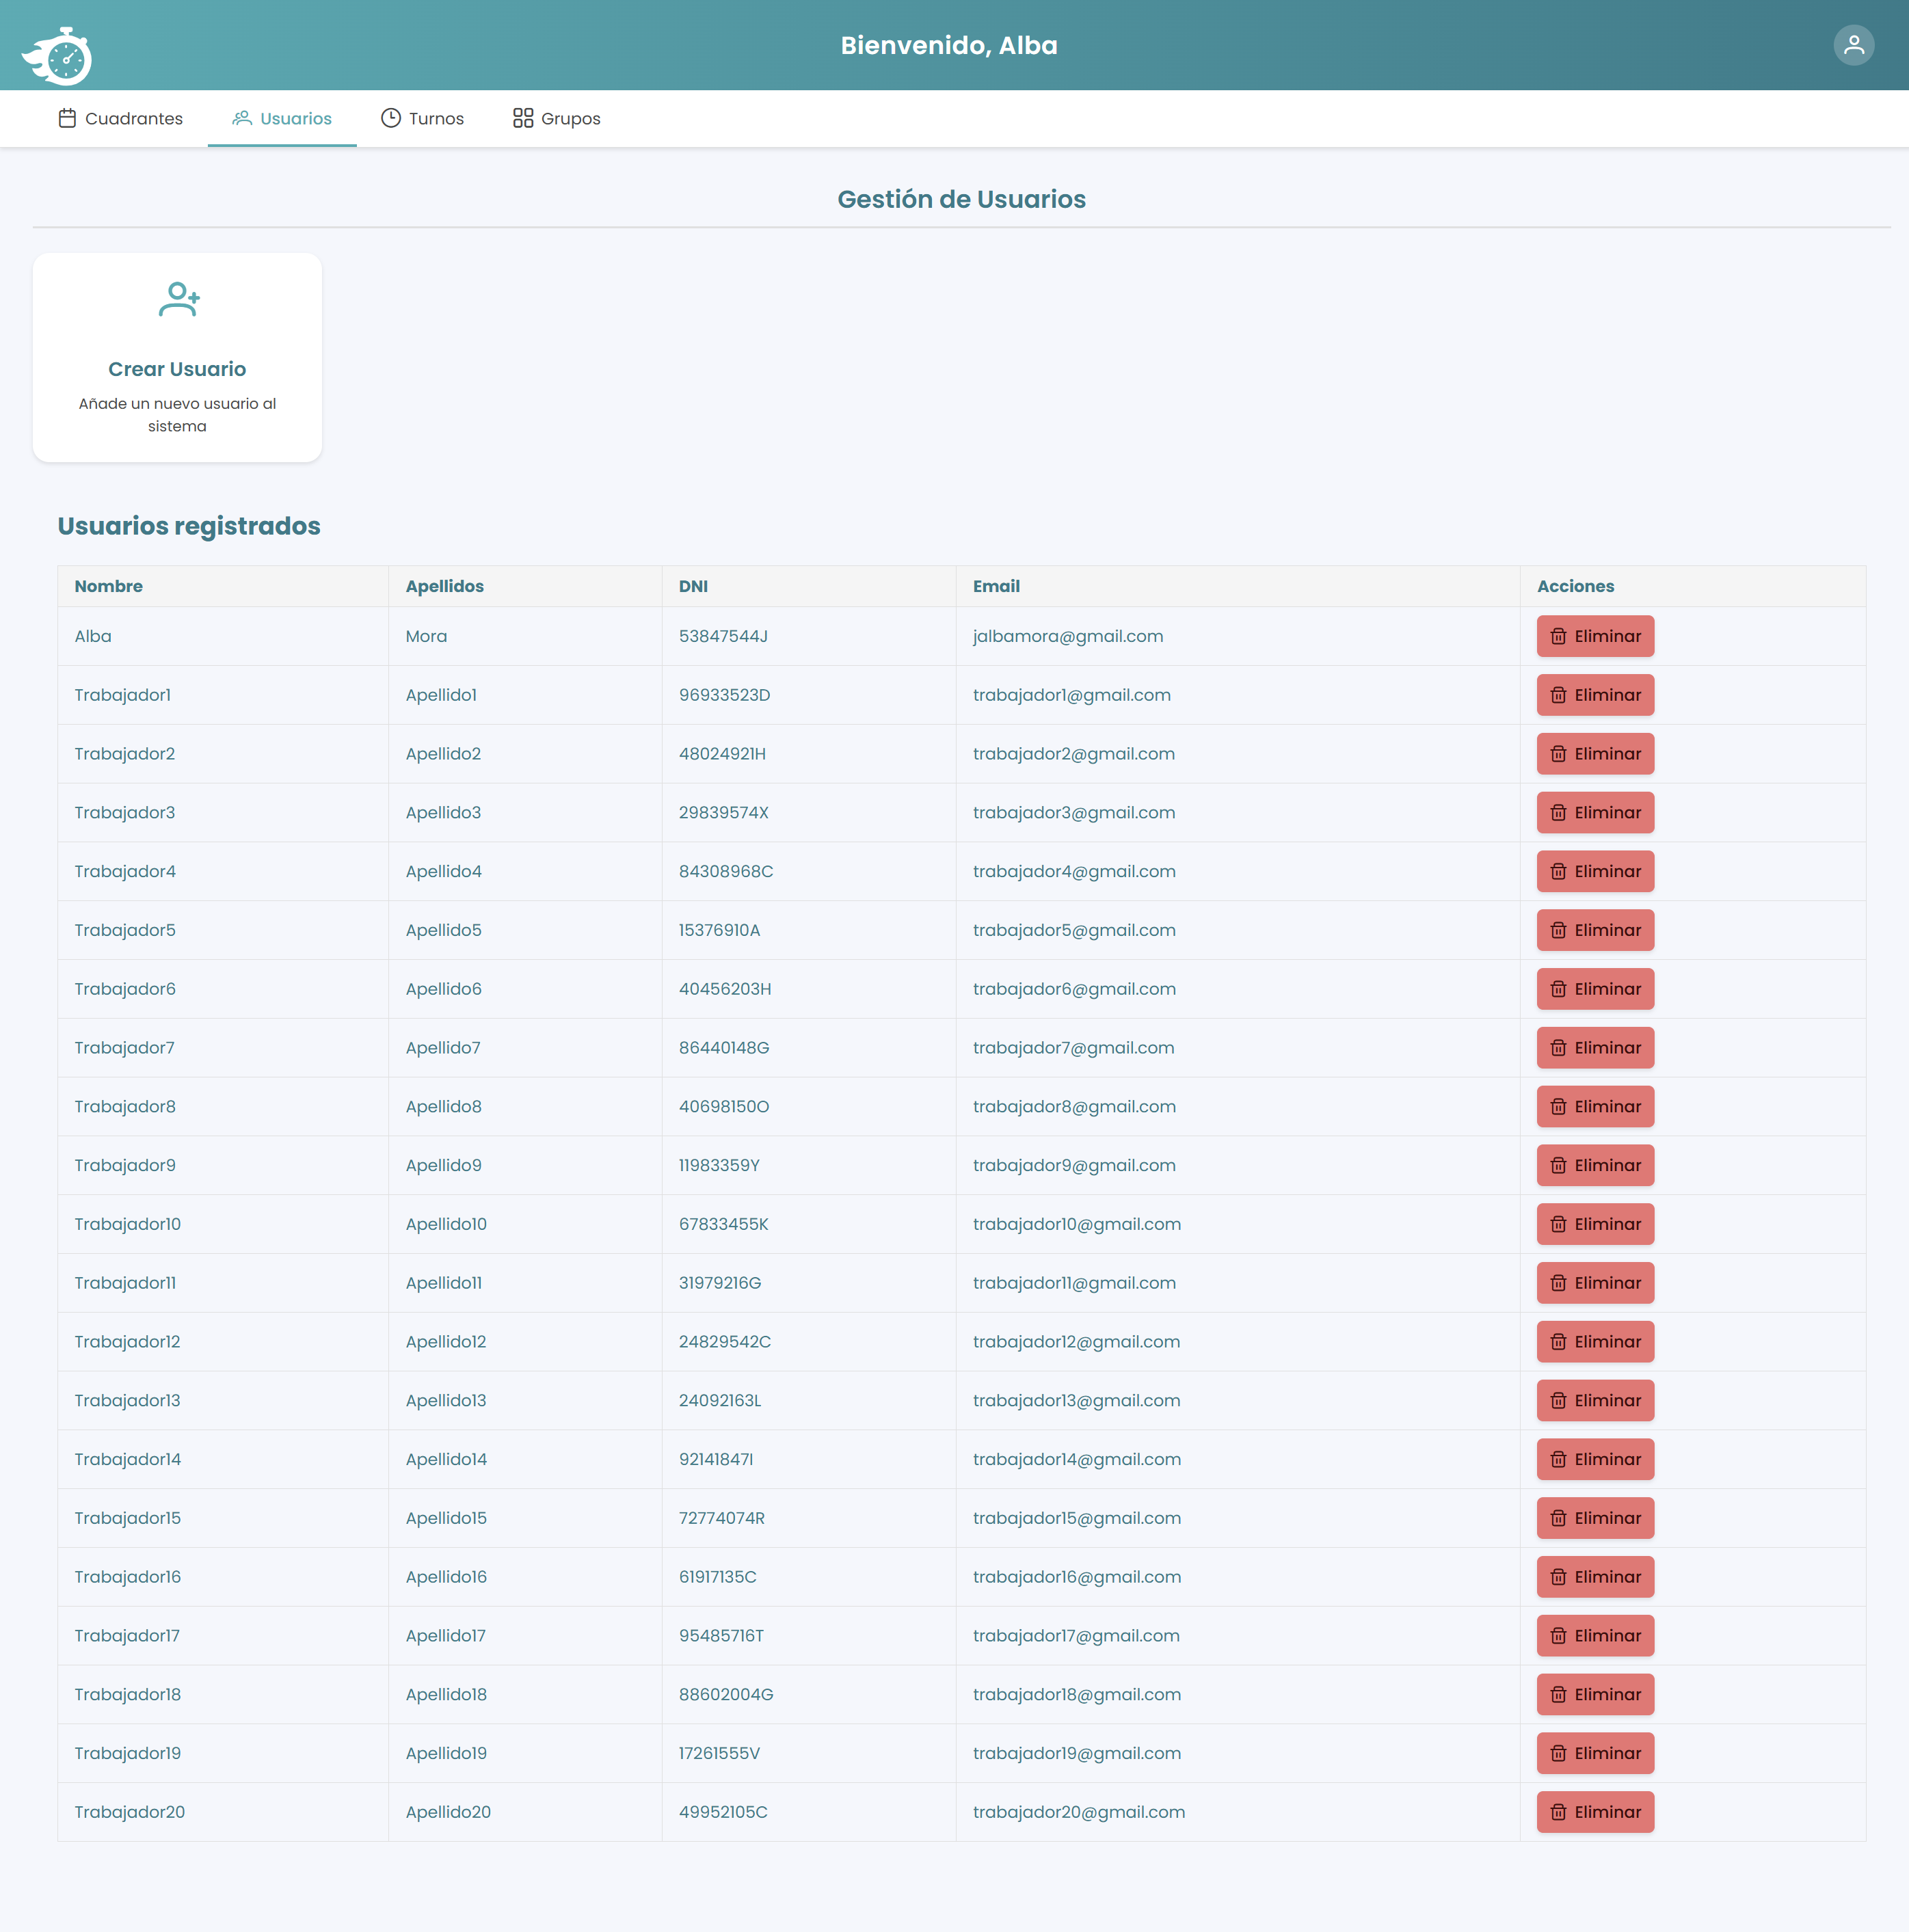 Bienvenido, Alba
Cuadrantes Usuarios Turnos Grupos
Gestión de Usuarios
Crear Usuario
Añade un nuevo usuario al
sistema
Usuarios registrados
Nombre Apellidos DNI Email Acciones
Alba Mora 53847544J jalbamora@gmail.com Eliminar
Trabajador1 Apellido1 96933523D trabajador1@gmail.com Eliminar
Trabajador2 Apellido2 48024921H trabajador2@gmail.com Eliminar
Trabajador3 Apellido3 29839574X trabajador3@gmail.com Eliminar
Trabajador4 Apellido4 84308968C trabajador4@gmail.com Eliminar
Trabajador5 Apellido5 15376910A trabajador5@gmail.com Eliminar
Trabajador6 Apellido6 40456203H trabajador6@gmail.com Eliminar
Trabajador7 Apellido7 86440148G trabajador7@gmail.com Eliminar
Trabajador8 Apellido8 40698150O trabajador8@gmail.com Eliminar
Trabajador9 Apellido9 11983359Y trabajador9@gmail.com Eliminar
Trabajador10 Apellido10 67833455K trabajador10@gmail.com Eliminar
Trabajador11 Apellido11 31979216G trabajador11@gmail.com Eliminar
Trabajador12 Apellido12 24829542C trabajador12@gmail.com Eliminar
Trabajador13 Apellido13 24092163L trabajador13@gmail.com Eliminar
Trabajador14 Apellido14 92141847I trabajador14@gmail.com Eliminar
Trabajador15 Apellido15 72774074R trabajador15@gmail.com Eliminar
Trabajador16 Apellido16 61917135C trabajador16@gmail.com Eliminar
Trabajador17 Apellido17 95485716T trabajador17@gmail.com Eliminar
Trabajador18 Apellido18 88602004G trabajador18@gmail.com Eliminar
Trabajador19 Apellido19 17261555V trabajador19@gmail.com Eliminar
Trabajador20 Apellido20 49952105C trabajador20@gmail.com Eliminar